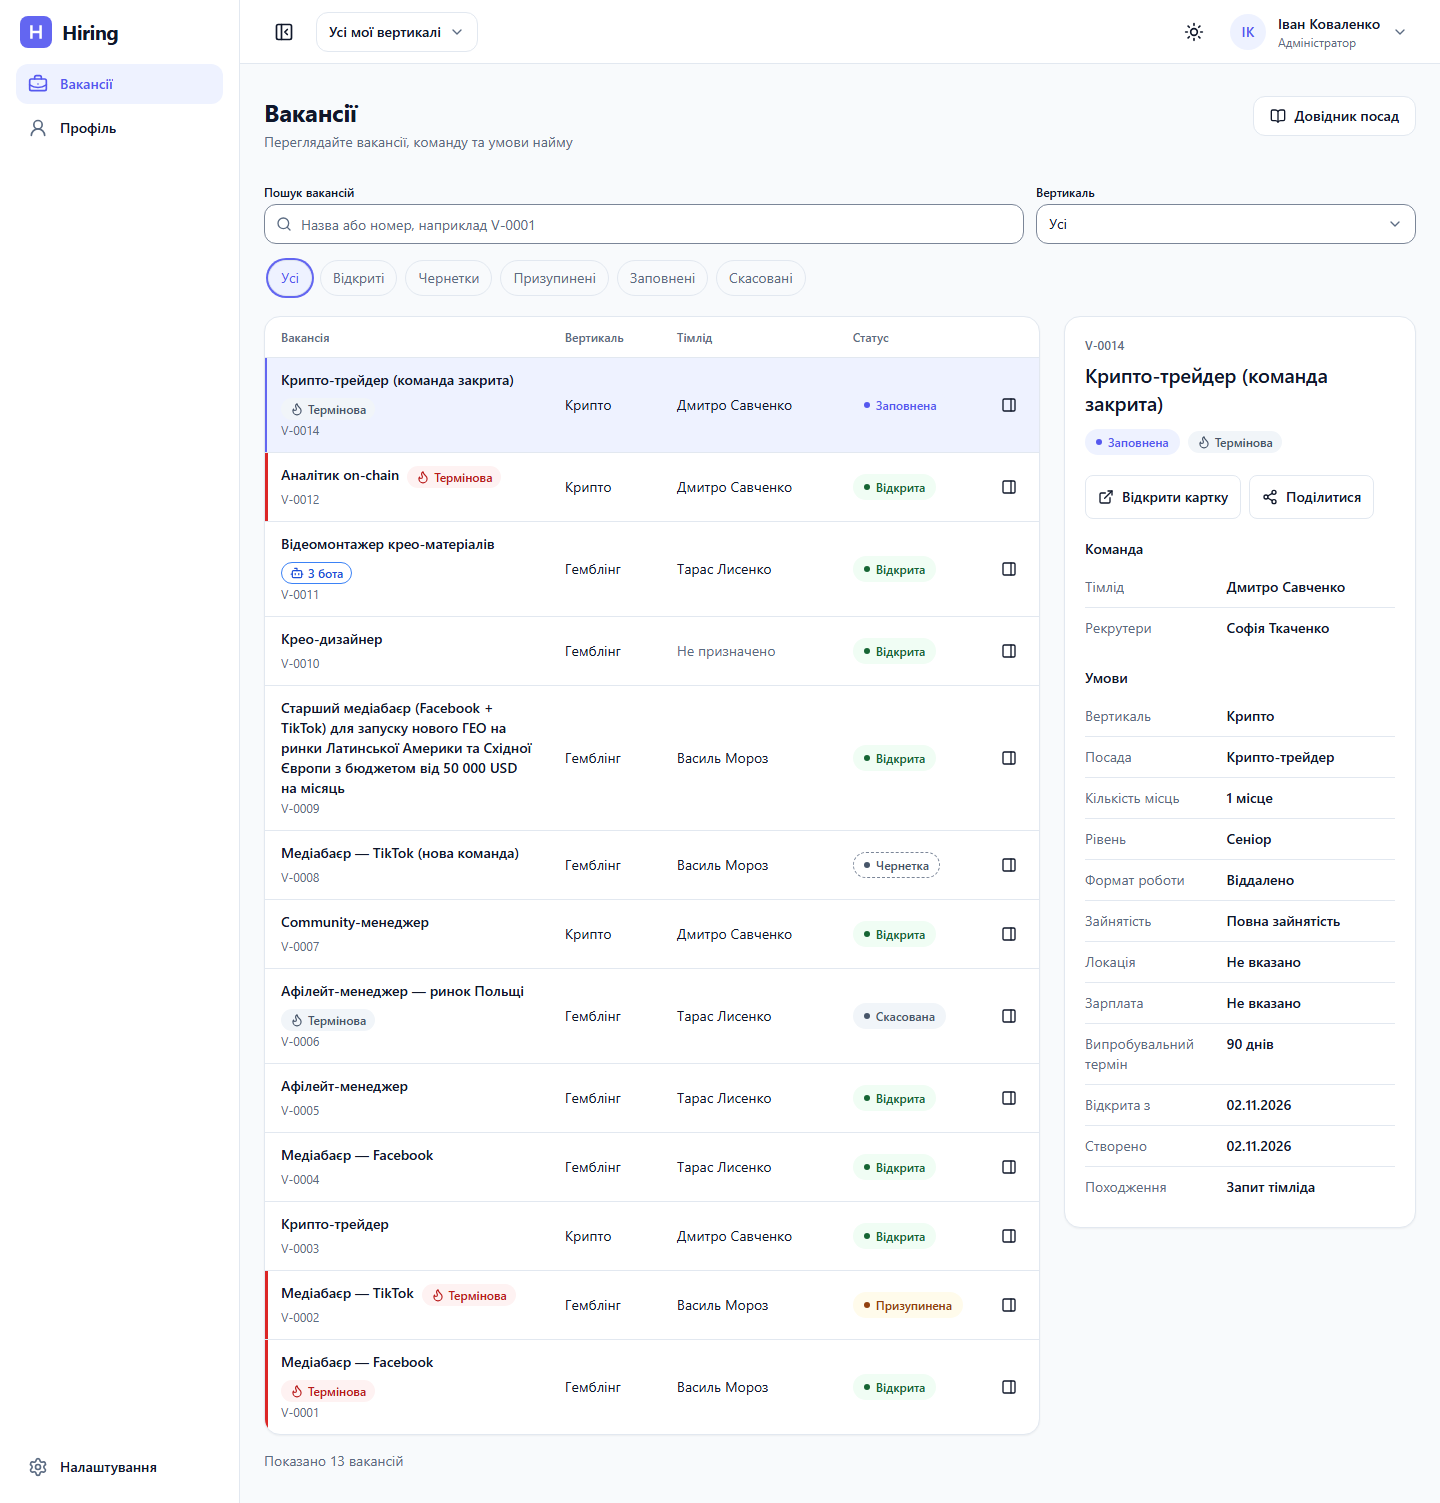 H Hiring
Вакансії
Профіль
Налаштування
Усі мої вертикалі
ІК
Іван Коваленко
Адміністратор
Вакансії
Переглядайте вакансії, команду та умови найму
Довідник посад
Пошук вакансій
Назва або номер, наприклад V-0001
Вертикаль
Усі
Усі Відкриті Чернетки Призупинені Заповнені Скасовані
Вакансія Вертикаль Тімлід Статус
Крипто-трейдер (команда закрита)
Термінова
V-0014
Крипто Дмитро Савченко Заповнена
Аналітик on-chain Термінова
V-0012
Крипто Дмитро Савченко Відкрита
Відеомонтажер крео-матеріалів
З бота
V-0011
Гемблінг Тарас Лисенко Відкрита
Крео-дизайнер
V-0010
Гемблінг Не призначено Відкрита
Старший медіабаєр (Facebook +
TikTok) для запуску нового ГЕО на
ринки Латинської Америки та Східної
Європи з бюджетом від 50 000 USD
на місяць
V-0009
Гемблінг Василь Мороз Відкрита
Медіабаєр — TikTok (нова команда)
V-0008
Гемблінг Василь Мороз Чернетка
Community-менеджер
V-0007
Крипто Дмитро Савченко Відкрита
Афілейт-менеджер — ринок Польщі
Термінова
V-0006
Гемблінг Тарас Лисенко Скасована
Афілейт-менеджер
V-0005
Гемблінг Тарас Лисенко Відкрита
Медіабаєр — Facebook
V-0004
Гемблінг Тарас Лисенко Відкрита
Крипто-трейдер
V-0003
Крипто Дмитро Савченко Відкрита
Медіабаєр — TikTok Термінова
V-0002
Гемблінг Василь Мороз Призупинена
Медіабаєр — Facebook
Термінова
V-0001
Гемблінг Василь Мороз Відкрита
Показано 13 вакансій
V-0014
Крипто-трейдер (команда
закрита)
Заповнена Термінова
Відкрити картку Поділитися
Команда
Тімлід Дмитро Савченко
Рекрутери Софія Ткаченко
Умови
Вертикаль Крипто
Посада Крипто-трейдер
Кількість місць 1 місце
Рівень Сеніор
Формат роботи Віддалено
Зайнятість Повна зайнятість
Локація Не вказано
Зарплата Не вказано
Випробувальний 90 днів
термін
Відкрита з 02.11.2026
Створено 02.11.2026
Походження Запит тімліда